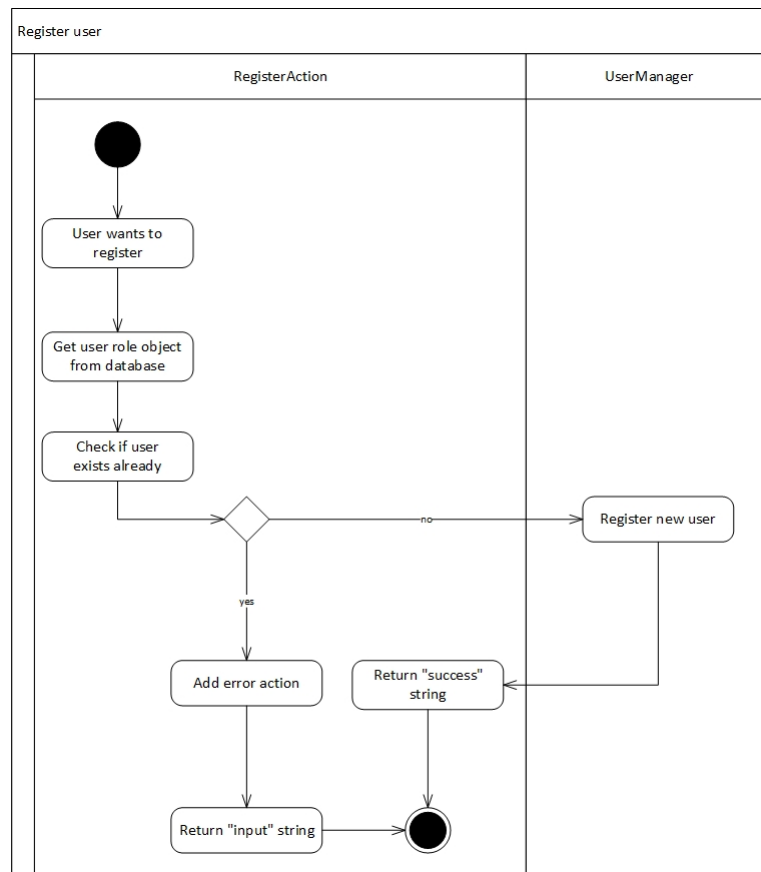 Register user
RegisterAction
UserManager
User wants to
register
Get user role object
from database
Check if user
exists already
no
Register new user
yes
Add error action
Return "success"
string
Return "input" string